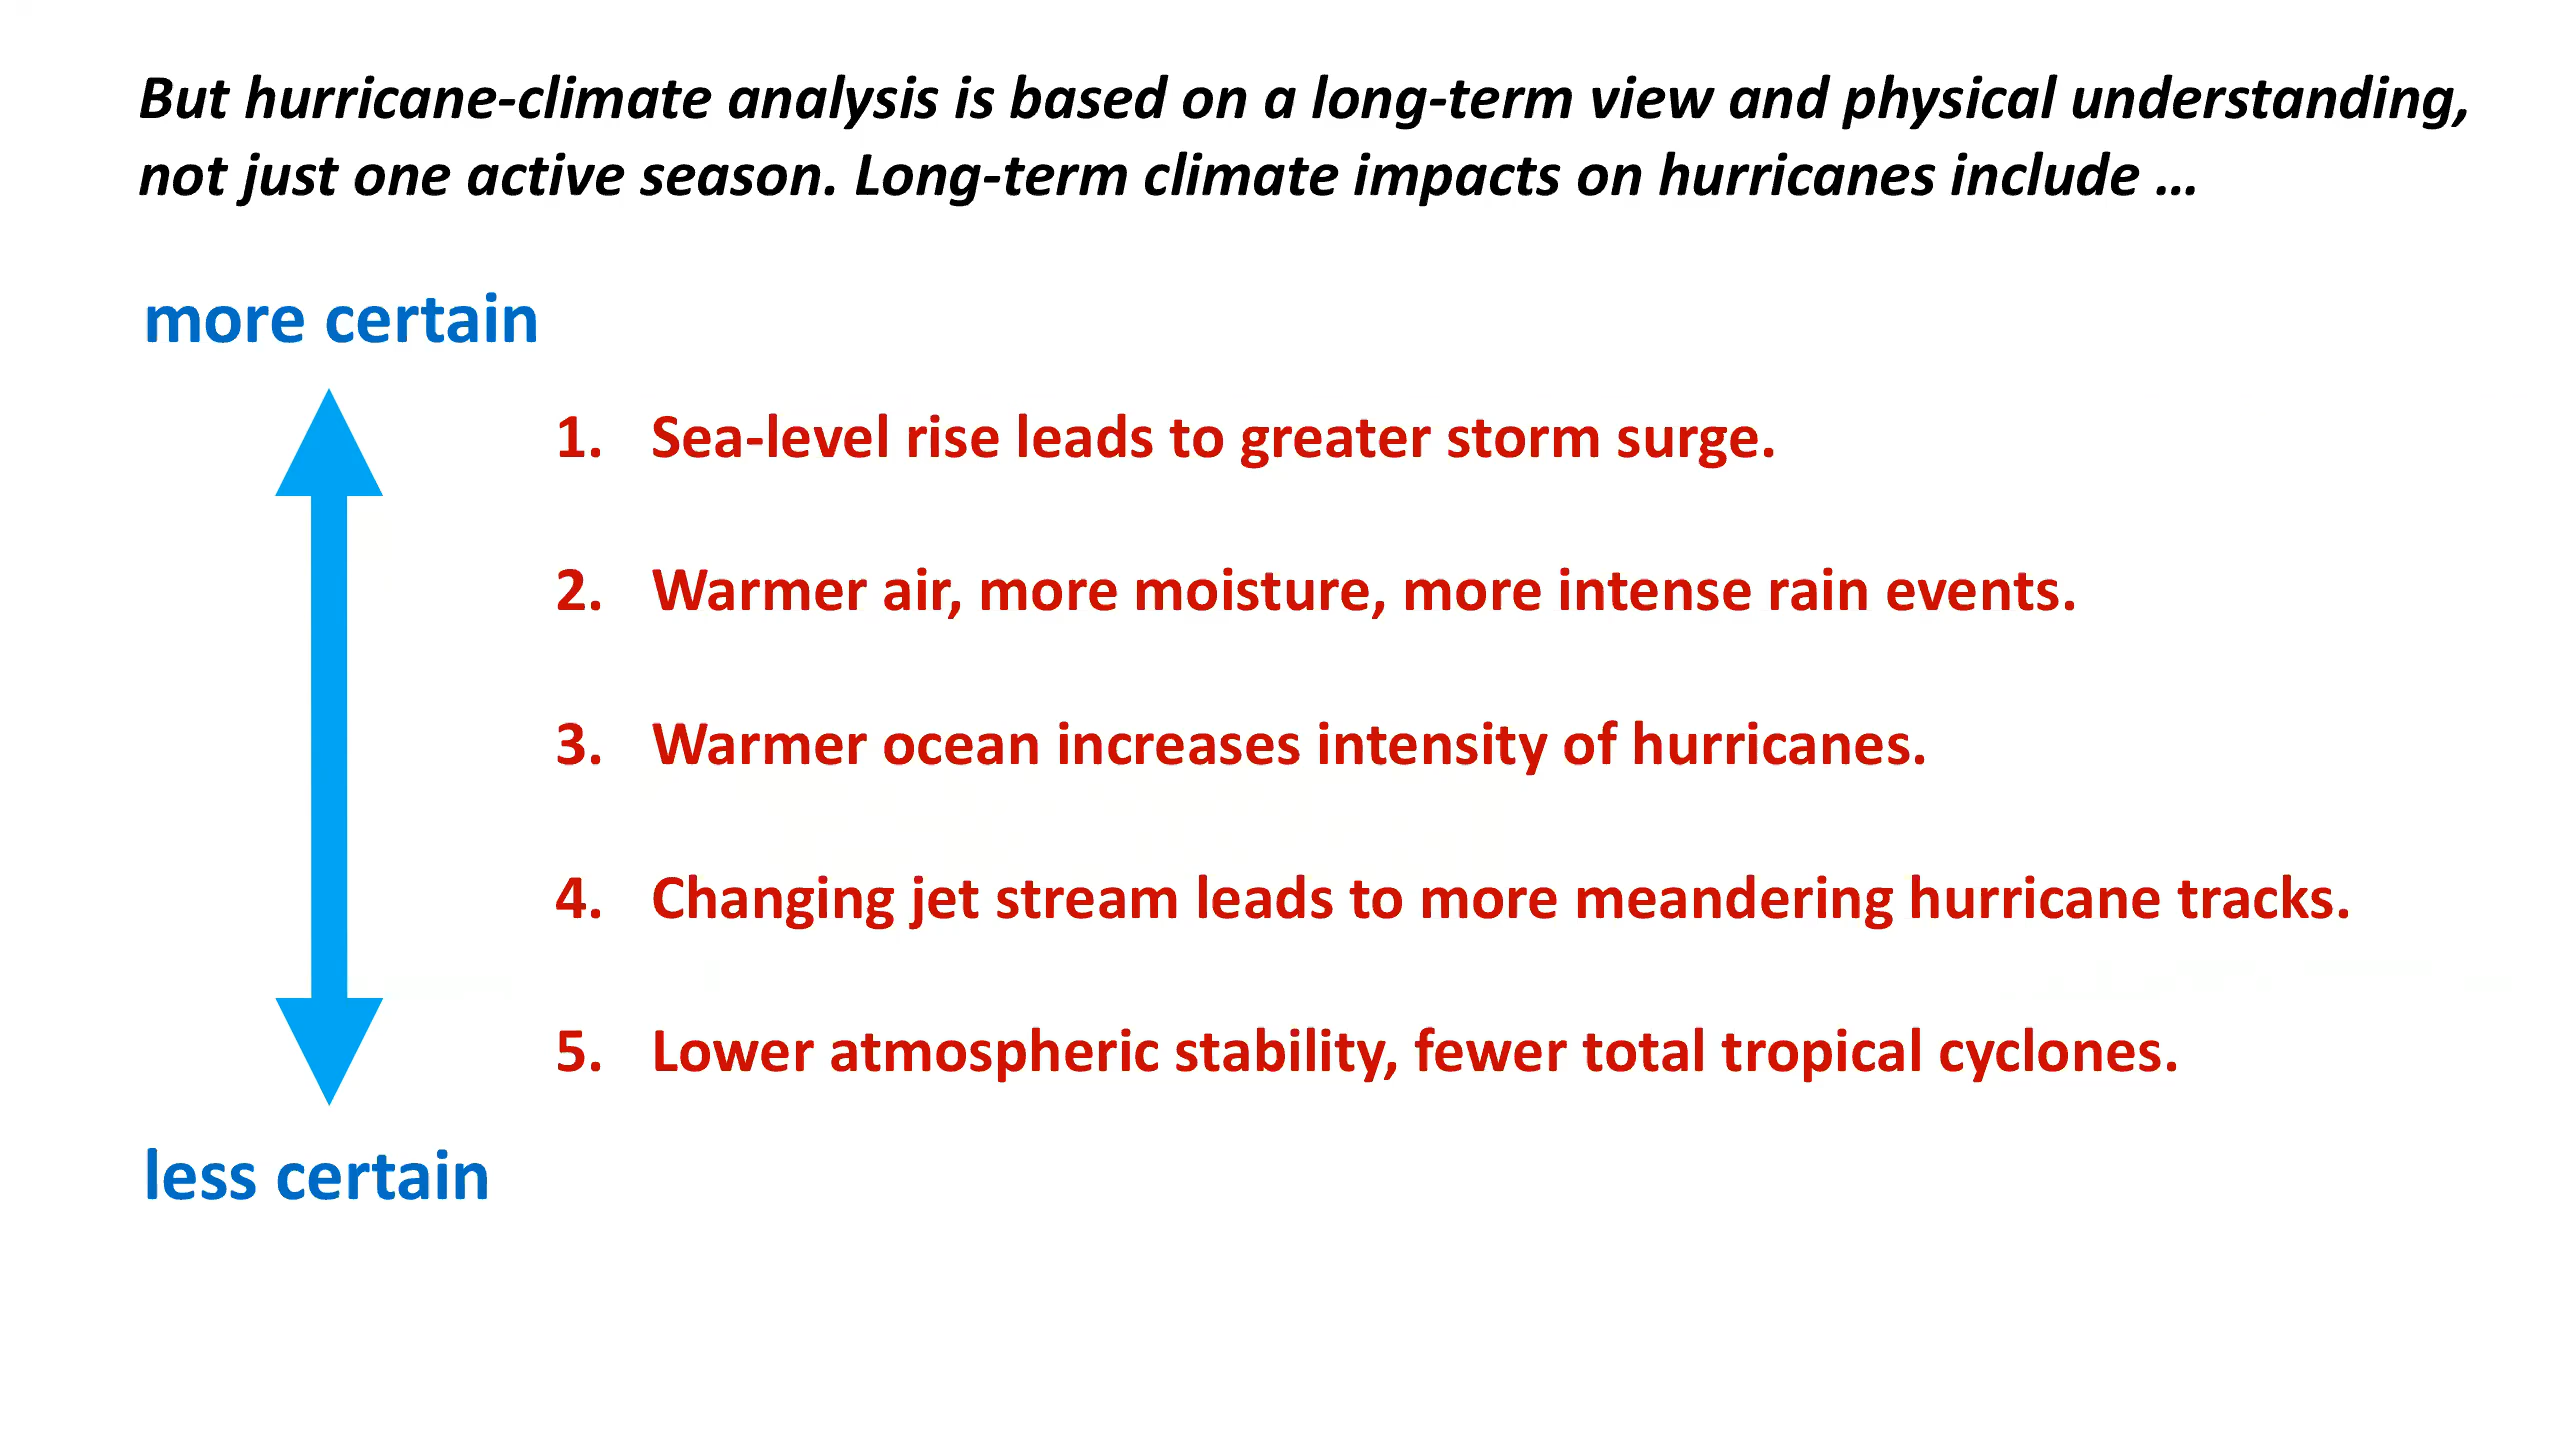 But hurricane-climate analysis is based on a long-term view and physical understanding,
not just one active season. Long-term climate impacts on hurricanes include ...
more certain
1. Sea-level rise leads to greater storm surge.
2. Warmer air, more moisture, more intense rain events.
3. Warmer ocean increases intensity of hurricanes.
4. Changing jet stream leads to more meandering hurricane tracks.
5. Lower atmospheric stability, fewer total tropical cyclones.
less certain